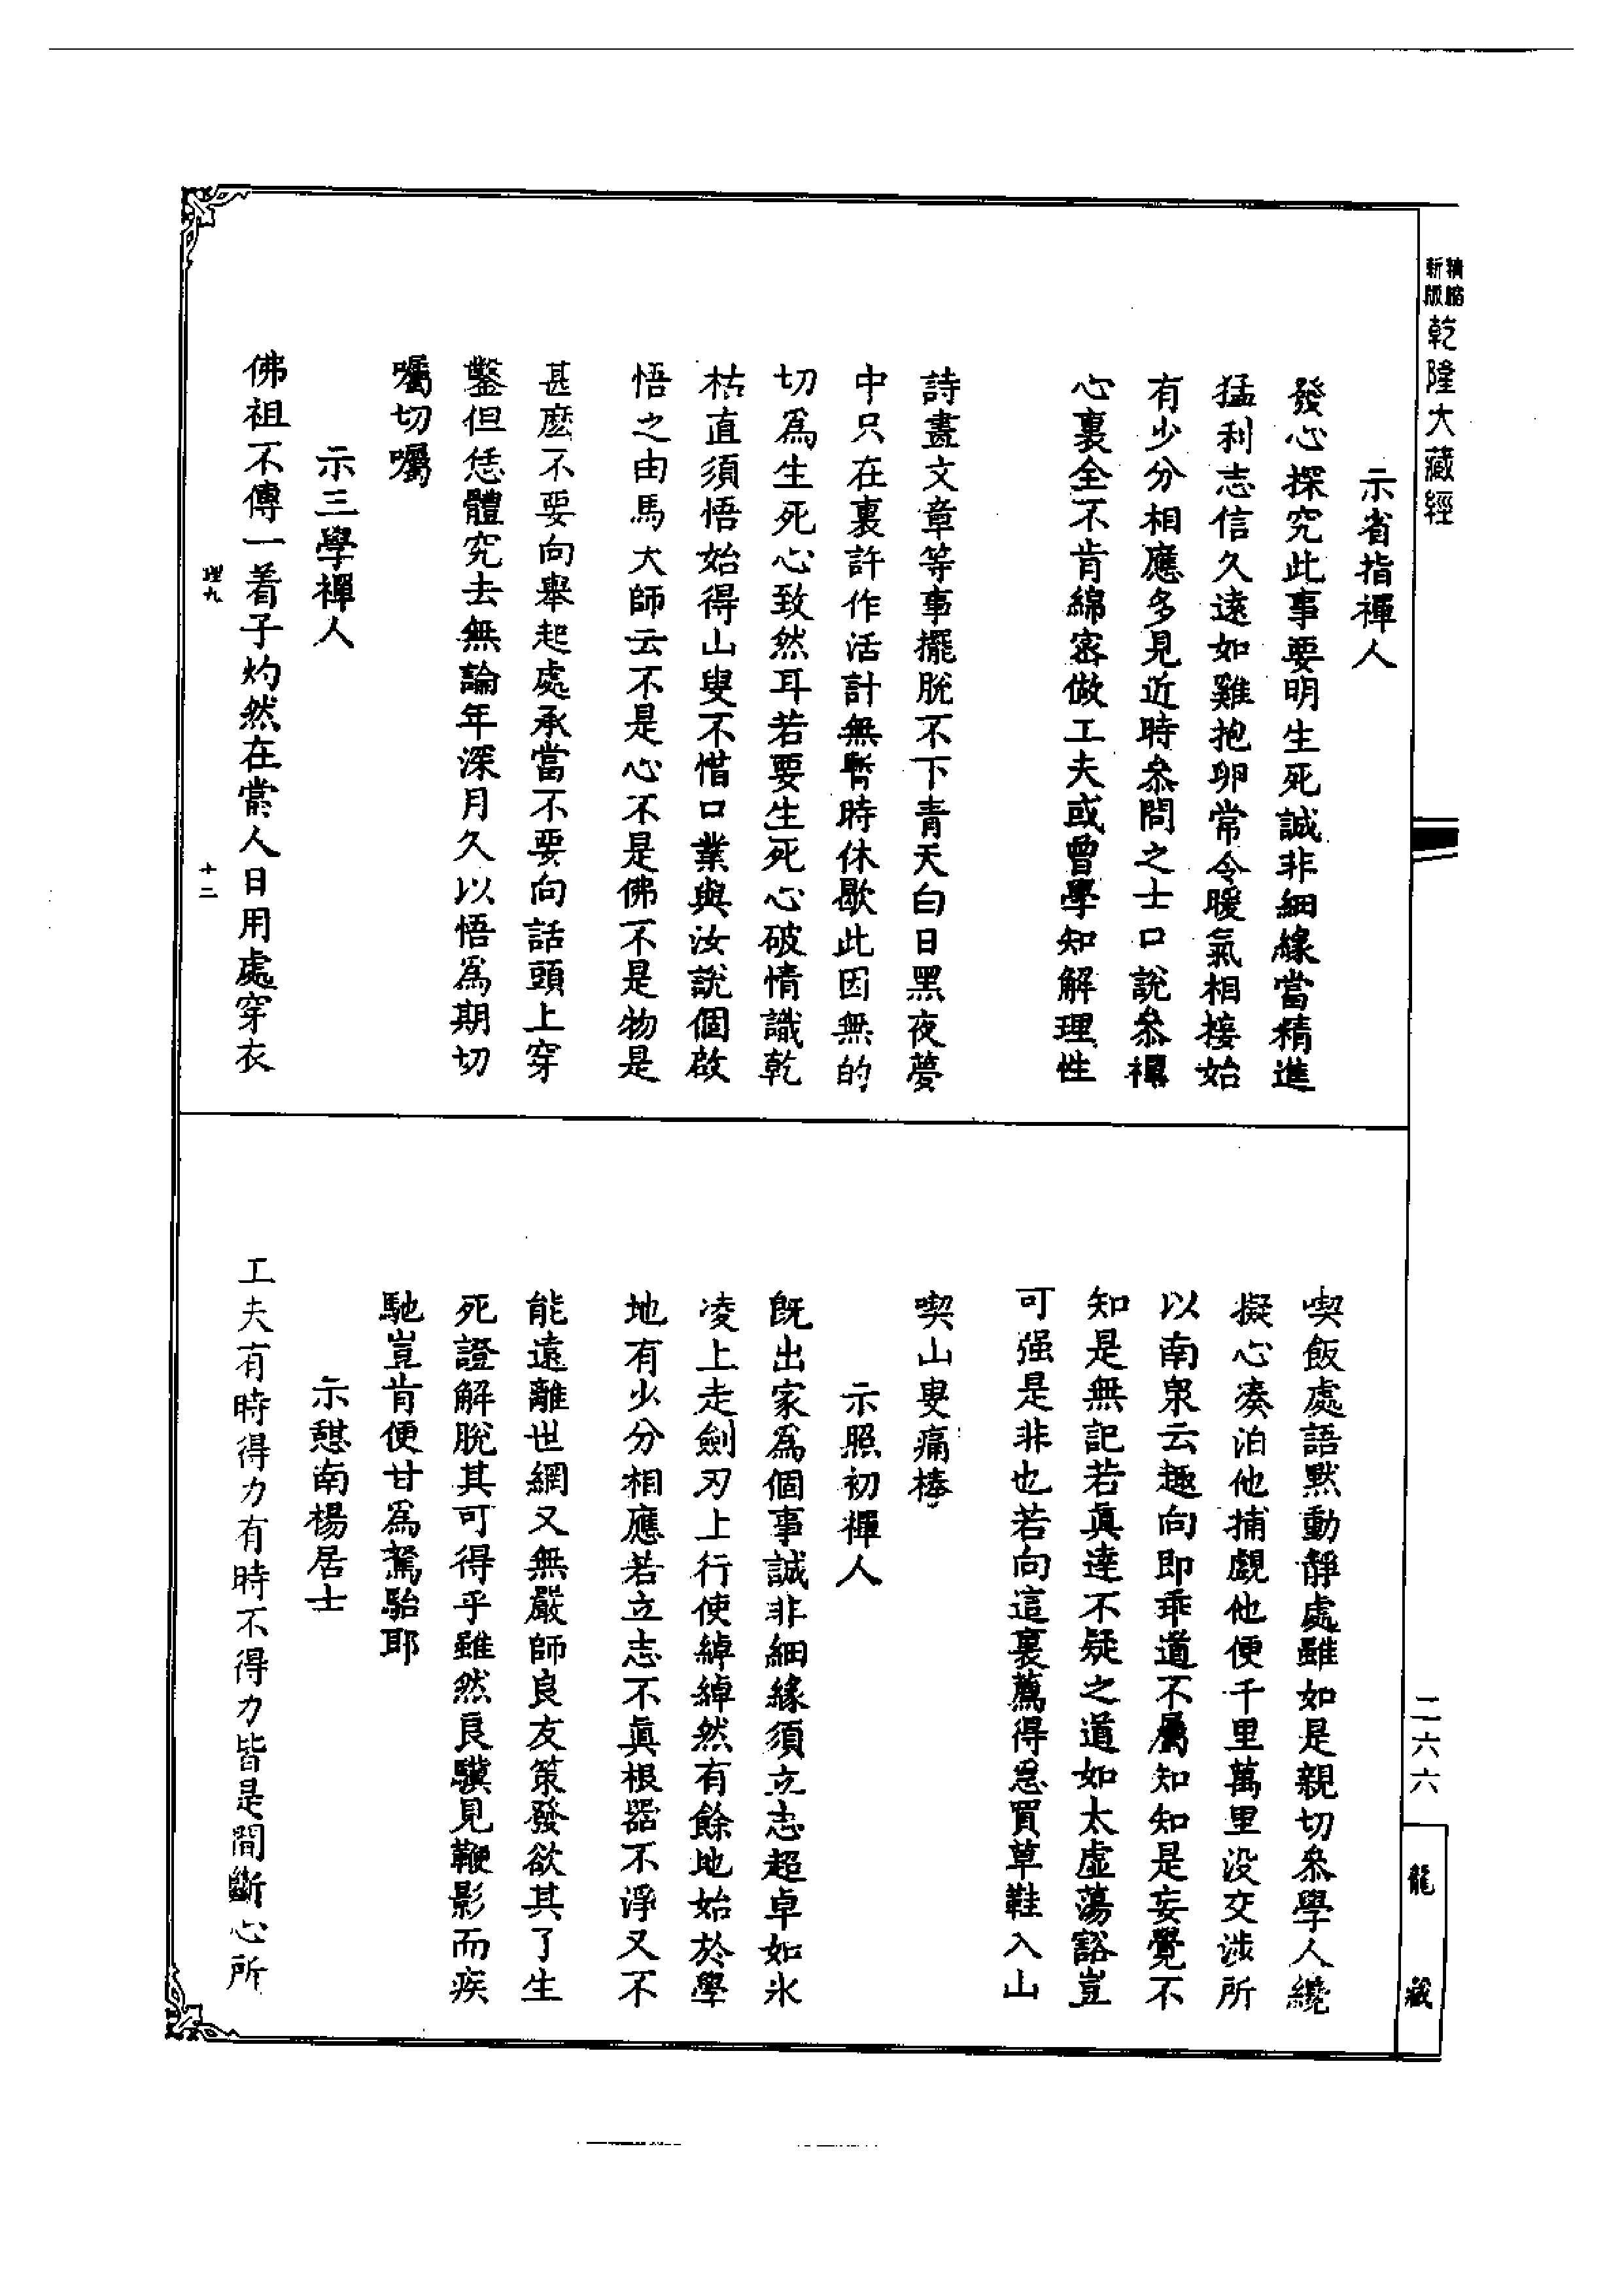 精縮
新版
乾隆大藏經
示省指禪人
發心探究此事要明生死誠非細緣當精進
猛利志信久遠如雞抱卵常令暖氣相接始
有少分相應多見近時叅問之士口說叅禪
心裏全不肯綿密做工夫或曾學知解理性
詩畫文章等事擺脫不下青天白日黑夜夢
中只在裏許作活計無暫時休歇此因無的
切爲生死心致然耳若要生死心破情識乾
枯直須悟始得山叟不惜口業與汝說個啟
悟之由馬大師云不是心不是佛不是物是
甚麽不要向舉起處承當不要向話頭上穿
鑿但恁體究去無論年深月久以悟爲期切
囑切囑
示三學禪人
佛祖不傳一着子灼然在當人日用處穿衣
理九
十二
喫飯處語默動靜處雖如是親切叅學人纔
擬心凑泊他捕覷他便千里萬里没交涉所
以南泉云趣向即乖道不屬知知是妄覺不
知是無記若眞達不疑之道如太虛蕩豁豈
可强是非也若向這裏薦得急買草鞋入山
喫山叟痛棒
示照初禪人
既出家爲個事誠非細緣須立志超卓如氷
凌上走劍刃上行使綽綽然有餘地始於學
地有少分相應若立志不眞根器不淨又不
能遠離世網又無嚴師良友策發欲其了生
死證解脫其可得乎雖然良驥見鞭影而疾
馳豈肯便甘爲駑駘耶
示憇南楊居士
工夫有時得力有時不得力皆是間斷心所
二六六
龍藏